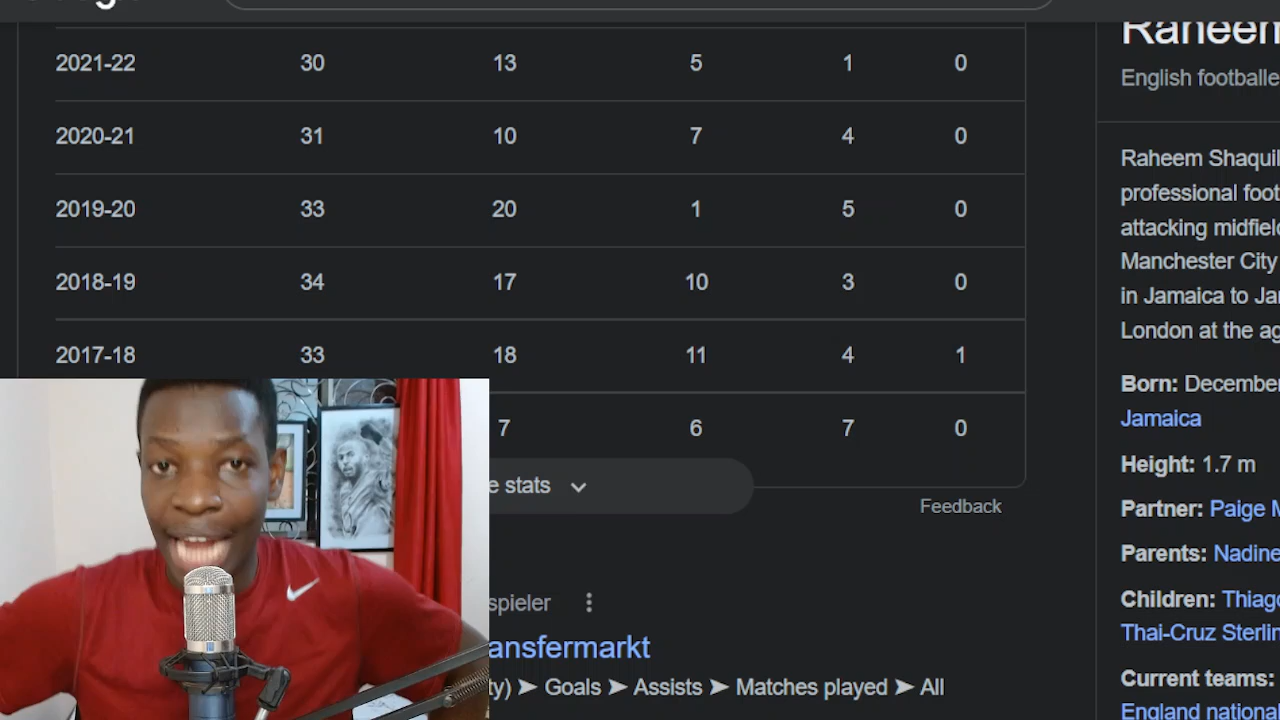 2021-22 30 13 5 1 0
2020-21 31 10 7 4 0
2019-20 33 20 1 5 0
2018-19 34 17 10 3 0
2017-18 33 18 11 4 1
7 6 7 0
e stats
Feedback
spieler
ansfermarkt
ty) ➤ Goals ➤ Assists ➤ Matches played ➤ All
Raheem
English footballe
Raheem Shaquil
professional foot
attacking midfield
Manchester City
in Jamaica to Ja
London at the ag
Born: December
Jamaica
Height: 1.7 m
Partner: Paige M
Parents: Nadine
Children: Thiago
Thai-Cruz Sterlin
Current teams:
England national